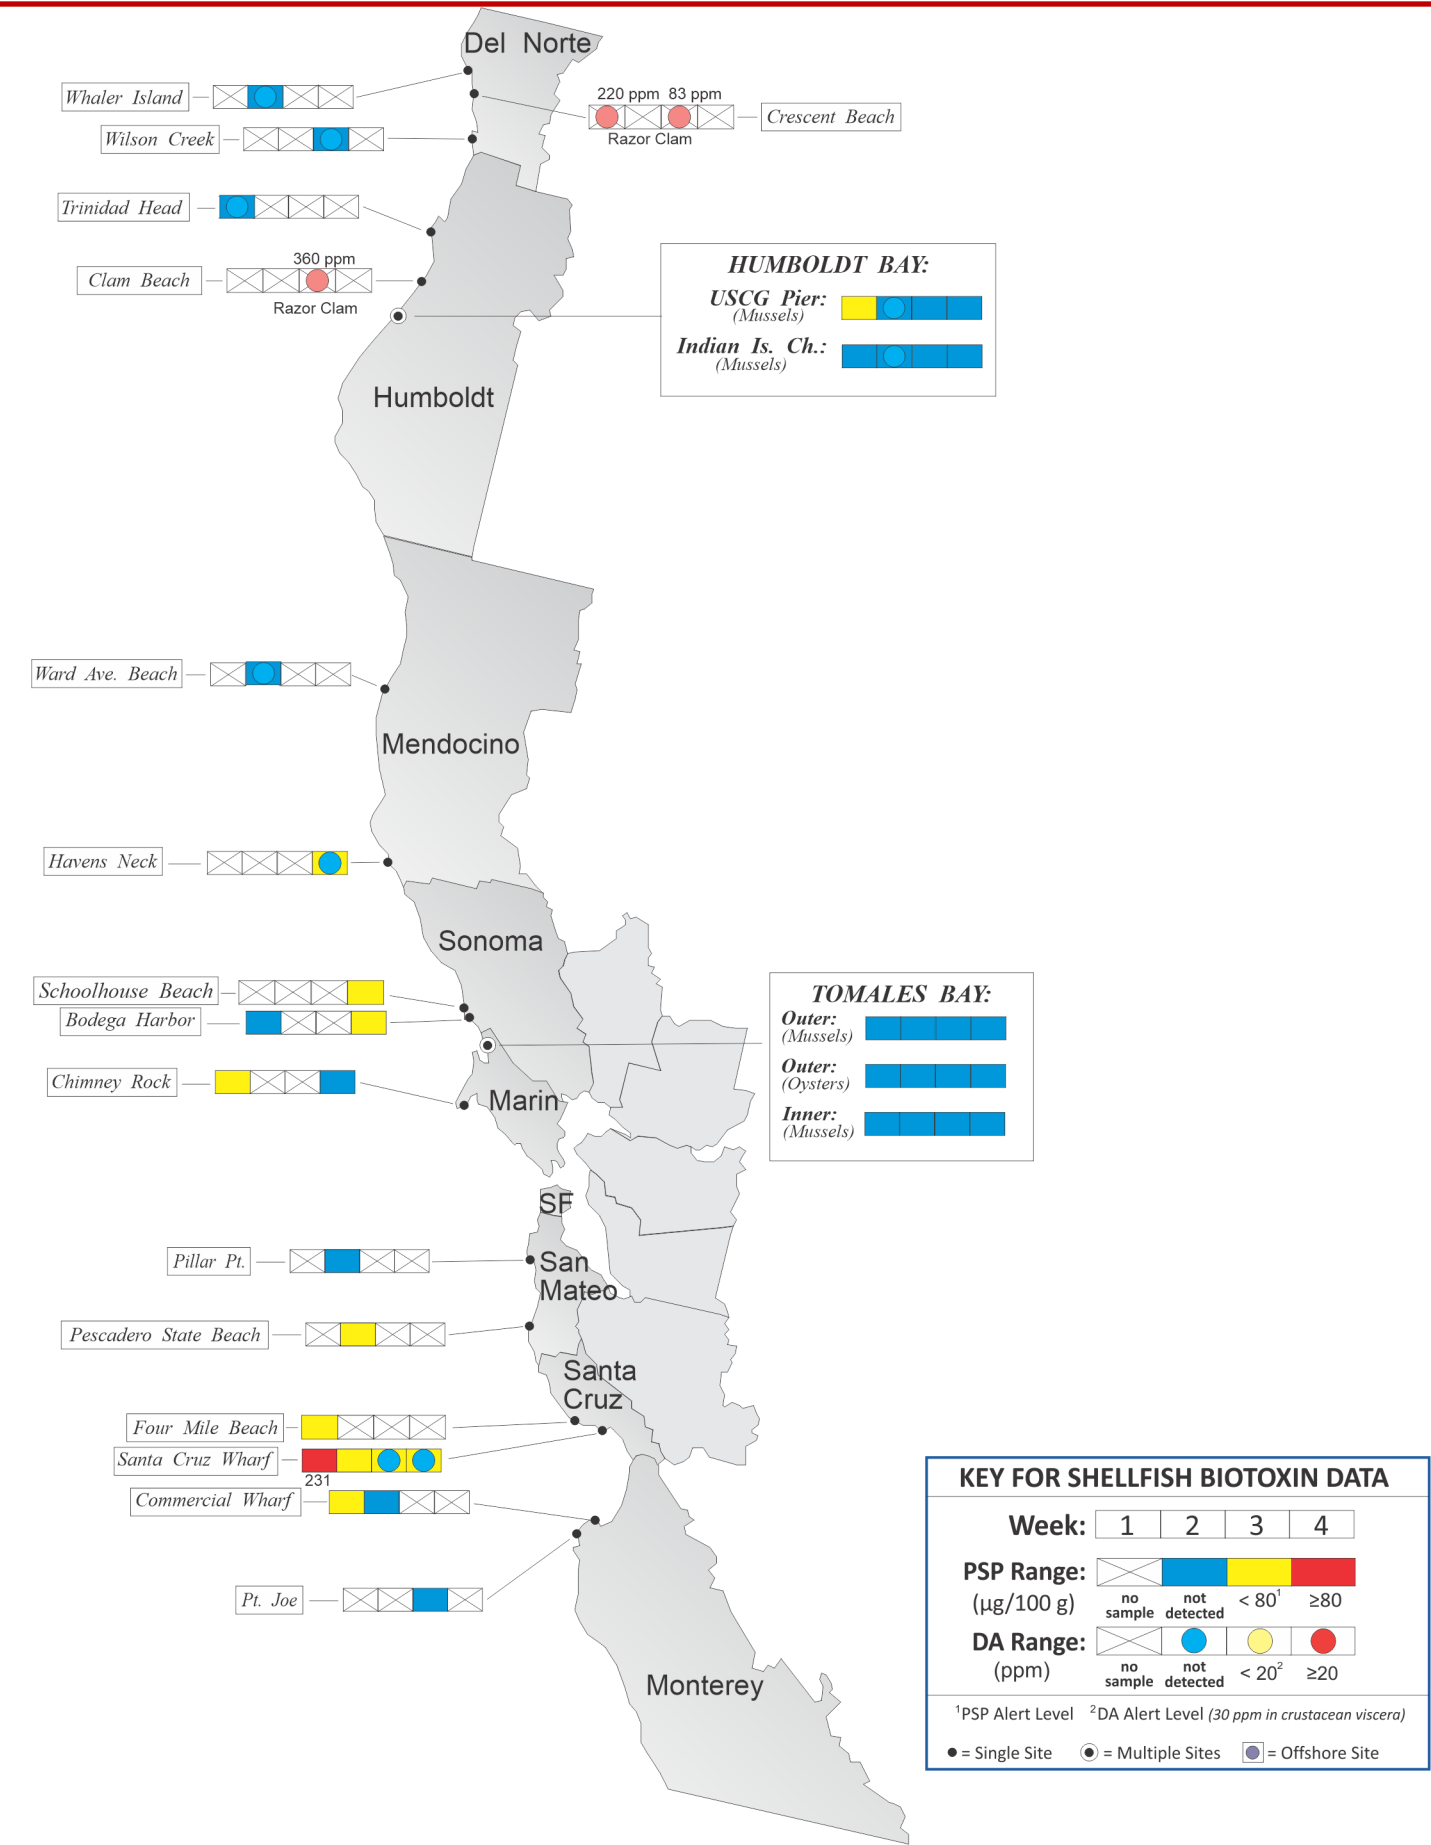 Del Norte
Whaler Island
220 ppm 83 ppm
Crescent Beach
Razor Clam
Wilson Creek
Trinidad Head
360 ppm
Clam Beach
Razor Clam
HUMBOLDT BAY:
USCG Pier:
(Mussels)
Indian Is. Ch.:
(Mussels)
Humboldt
Ward Ave. Beach
Mendocino
Havens Neck
Sonoma
Schoolhouse Beach
Bodega Harbor
TOMALES BAY:
Outer:
(Mussels)
Outer:
(Oysters)
Inner:
(Mussels)
Chimney Rock
Marin
SF
Pillar Pt.
San
Mateo
Pescadero State Beach
Santa
Cruz
Four Mile Beach
Santa Cruz Wharf
231
Commercial Wharf
Pt. Joe
Monterey
KEY FOR SHELLFISH BIOTOXIN DATA
Week: 1 2 3 4
PSP Range:
(µg/100 g)
no
sample
not
detected
< 80¹
≥80
DA Range:
(ppm)
no
sample
not
detected
< 20²
≥20
¹PSP Alert Level ²DA Alert Level (30 ppm in crustacean viscera)
= Single Site = Multiple Sites = Offshore Site